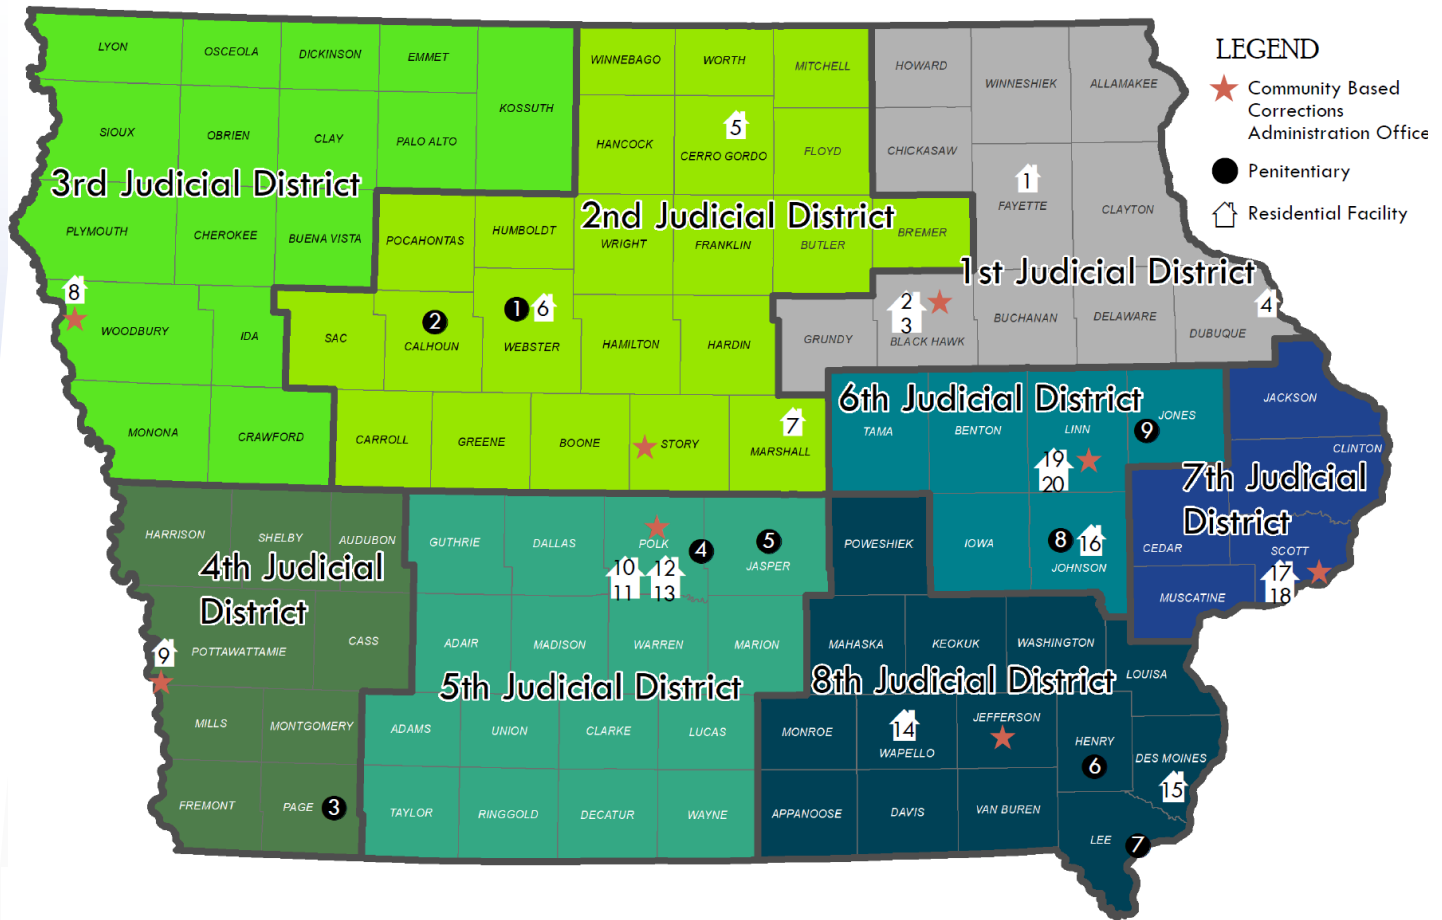 LEGEND
Community Based
Corrections
Administration Office
Penitentiary
Residential Facility
LYON
OSCEOLA
DICKINSON
EMMET
KOSSUTH
SIOUX
OBRIEN
CLAY
PALO ALTO
3rd Judicial District
PLYMOUTH
CHEROKEE
BUENA VISTA
8
WOODBURY
IDA
MONONA
CRAWFORD
WINNEBAGO
WORTH
MITCHELL
HANCOCK
5
CERRO GORDO
FLOYD
2nd Judicial District
POCAHONTAS
HUMBOLDT
WRIGHT
FRANKLIN
BUTLER
BREMER
SAC
2
CALHOUN
1
6
WEBSTER
HAMILTON
HARDIN
CARROLL
GREENE
BOONE
STORY
7
MARSHALL
HOWARD
WINNESHIEK
ALLAMAKEE
CHICKASAW
1
FAYETTE
CLAYTON
1st Judicial District
GRUNDY
2
3
BLACK HAWK
BUCHANAN
DELAWARE
4
DUBUQUE
6th Judicial District
TAMA
BENTON
LINN
JONES
9
19
20
IOWA
8
16
JOHNSON
JACKSON
CLINTON
7th Judicial
District
CEDAR
SCOTT
17
18
MUSCATINE
HARRISON
SHELBY
AUDUBON
4th Judicial
District
CASS
9
POTTAWATTAMIE
MILLS
MONTGOMERY
FREMONT
PAGE
3
GUTHRIE
DALLAS
POLK
4
5
JASPER
10
11
12
13
ADAIR
MADISON
WARREN
MARION
5th Judicial District
ADAMS
UNION
CLARKE
LUCAS
TAYLOR
RINGGOLD
DECATUR
WAYNE
POWESHIEK
MAHASKA
KEOKUK
WASHINGTON
LOUISA
8th Judicial District
MONROE
14
WAPELLO
JEFFERSON
HENRY
6
DES MOINES
15
APPANOOSE
DAVIS
VAN BUREN
LEE
7